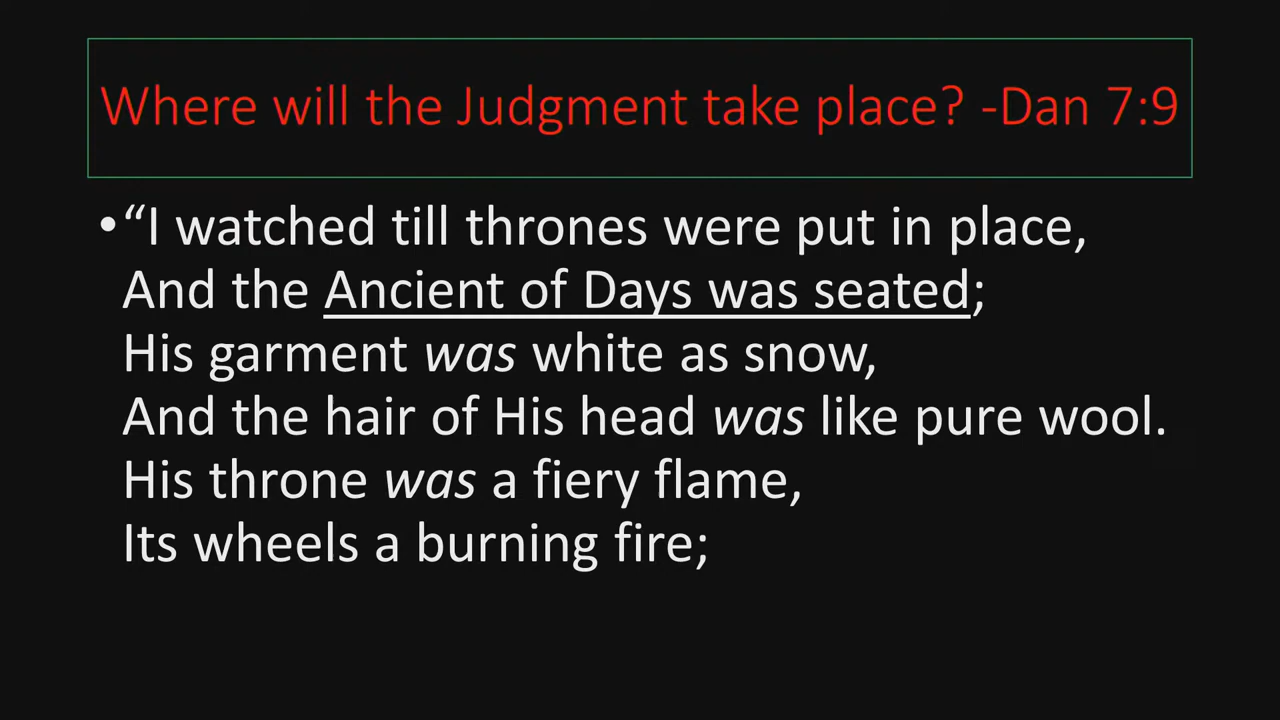 Where will the Judgment take place? -Dan 7:9
•“I watched till thrones were put in place,
And the Ancient of Days was seated;
His garment was white as snow,
And the hair of His head was like pure wool.
His throne was a fiery flame,
Its wheels a burning fire;